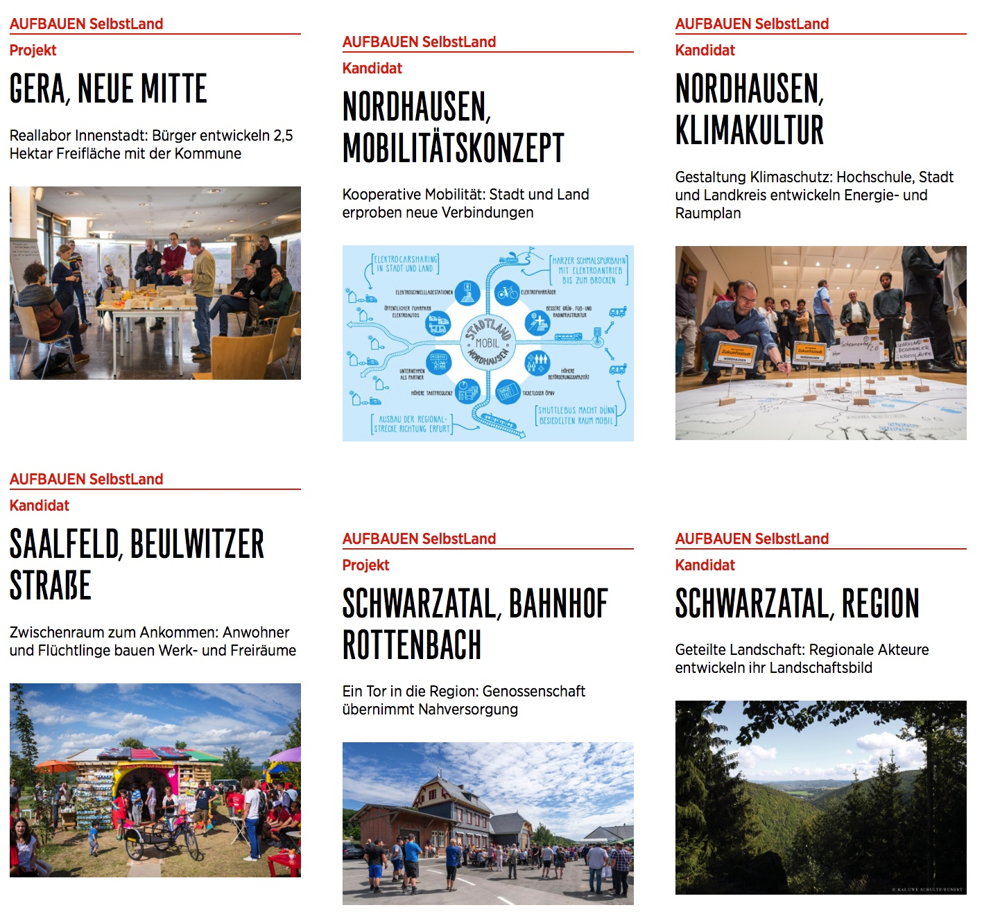 AUFBAUEN SelbstLand
Projekt
GERA, NEUE MITTE
Reallabor Innenstadt: Bürger entwickeln 2,5
Hektar Freifläche mit der Kommune
AUFBAUEN SelbstLand
Kandidat
NORDHAUSEN,
MOBILITÄTSKONZEPT
Kooperative Mobilität: Stadt und Land
erproben neue Verbindungen
ELEKTROCARSHARING
IN STADT UND LAND
HARZER SCHMALSPURBAHN
MIT ELEKTROANTRIEB
BIS ZUM BROCKEN
ELEKTROSCHNELLLADESTATIONEN
ELEKTROFAHRRÄDER
ÖFFENTLICHER FUHRPARK
ELEKTROAUTOS
BESSERE GRÜN-, FUß- UND
RADINFRASTRUKTUR
STADTLAND
MOBIL
NORDHAUSEN
UNTERNEHMEN
ALS PARTNER
HÖHERE
BEFÖRDERUNGSKAPAZITÄT
HÖHERE TAKTFREQUENZ
TICKETLOSER ÖPNV
AUSBAU DER REGIONAL-
STRECKE RICHTUNG ERFURT
SHUTTLEBUS MACHT DÜNN
BESIEDELTEN RAUM MOBIL
AUFBAUEN SelbstLand
Kandidat
NORDHAUSEN,
KLIMAKULTUR
Gestaltung Klimaschutz: Hochschule, Stadt
und Landkreis entwickeln Energie- und
Raumplan
Zukunftsstadt
NORDHAUSEN
Zukunftsstadt
NORDHAUSEN
AUFBAUEN SelbstLand
Kandidat
SAALFELD, BEULWITZER
STRAßE
Zwischenraum zum Ankommen: Anwohner
und Flüchtlinge bauen Werk- und Freiräume
AUFBAUEN SelbstLand
Projekt
SCHWARZATAL, BAHNHOF
ROTTENBACH
Ein Tor in die Region: Genossenschaft
übernimmt Nahversorgung
AUFBAUEN SelbstLand
Kandidat
SCHWARZATAL, REGION
Geteilte Landschaft: Regionale Akteure
entwickeln ihr Landschaftsbild
© KAI-UWE SCHULTE-BUNERT